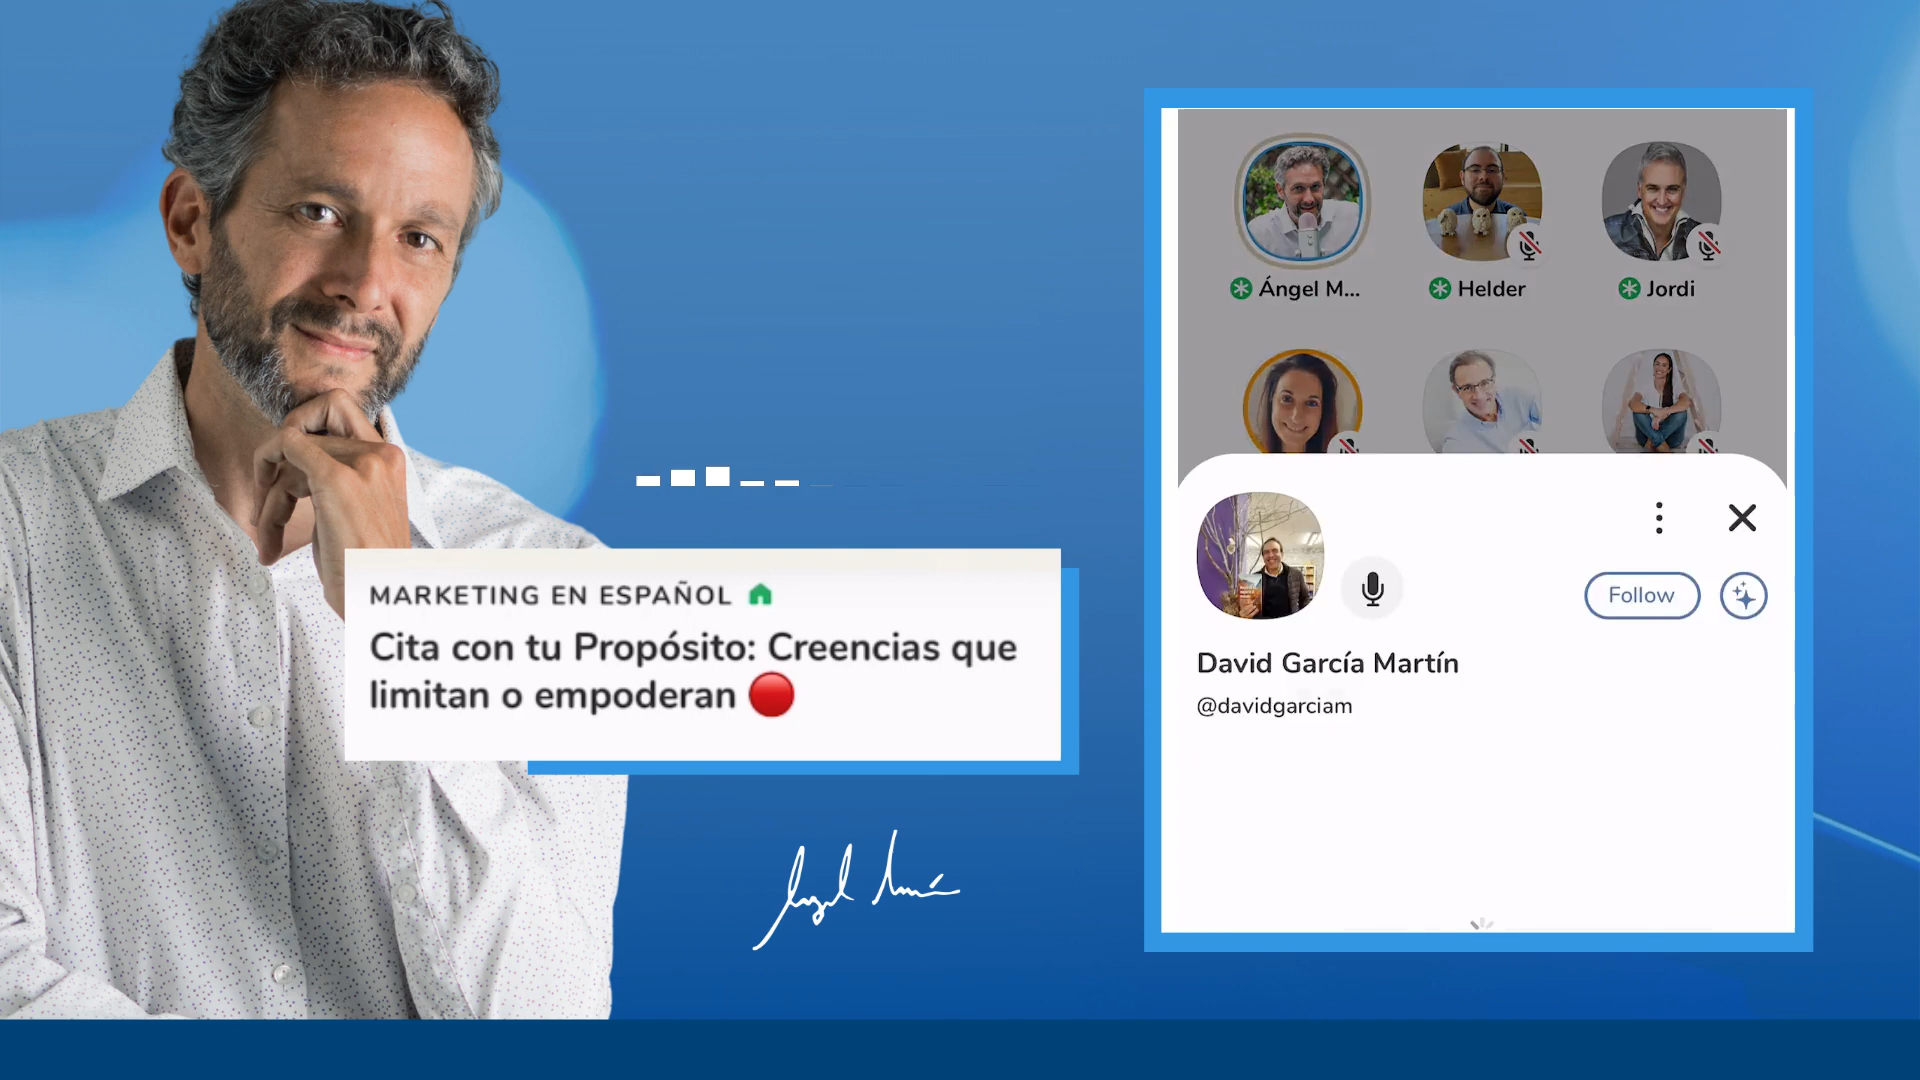 MARKETING EN ESPAÑOL
Cita con tu Propósito: Creencias que
limitan o empoderan
Ángel M...
Helder
Jordi
Follow
David García Martín
@davidgarciam